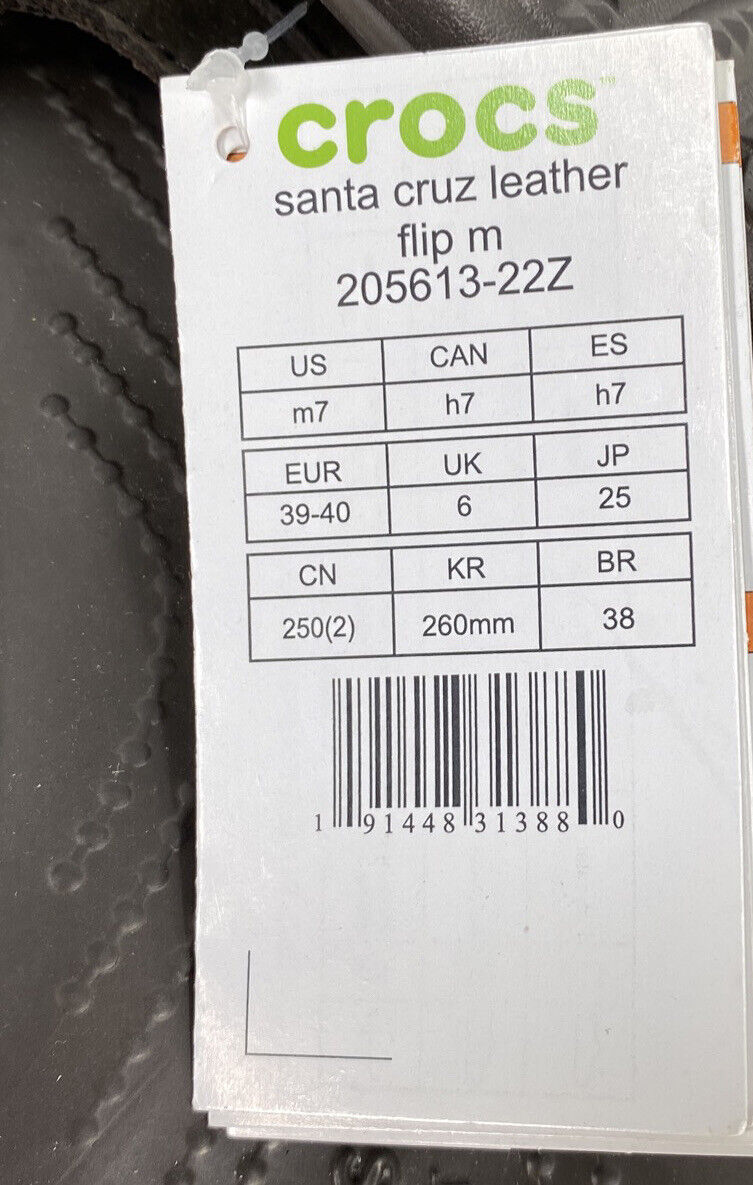 crocs™
santa cruz leather
flip m
205613-22Z
US CAN ES
m7 h7 h7
EUR UK JP
39-40 6 25
CN KR BR
250(2) 260mm 38
1 91448 31388 0